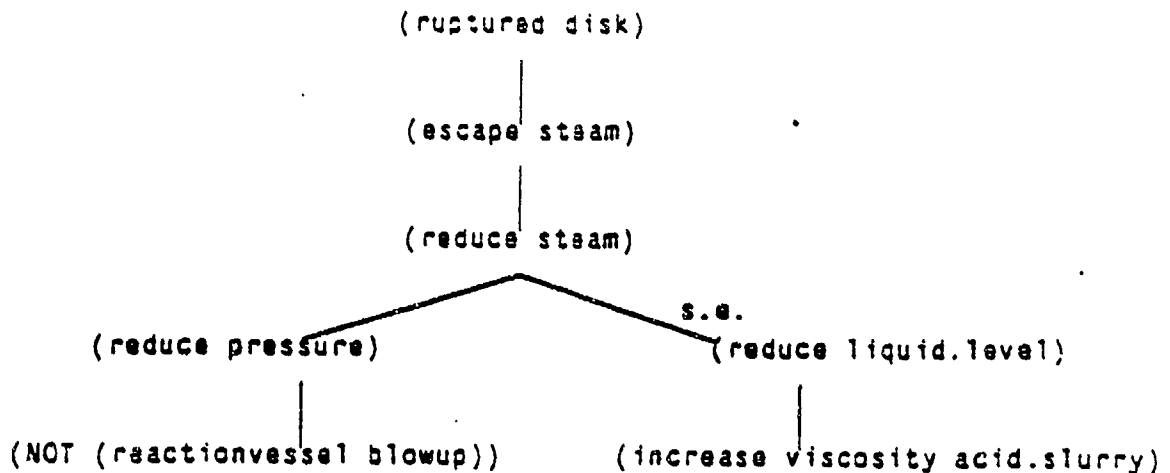 (ruptured disk)
(escape steam)
(reduce steam)
s.e.
(reduce pressure) (reduce liquid.level)
(NOT (reactionvessel blowup)) (increase viscosity acid.slurry)